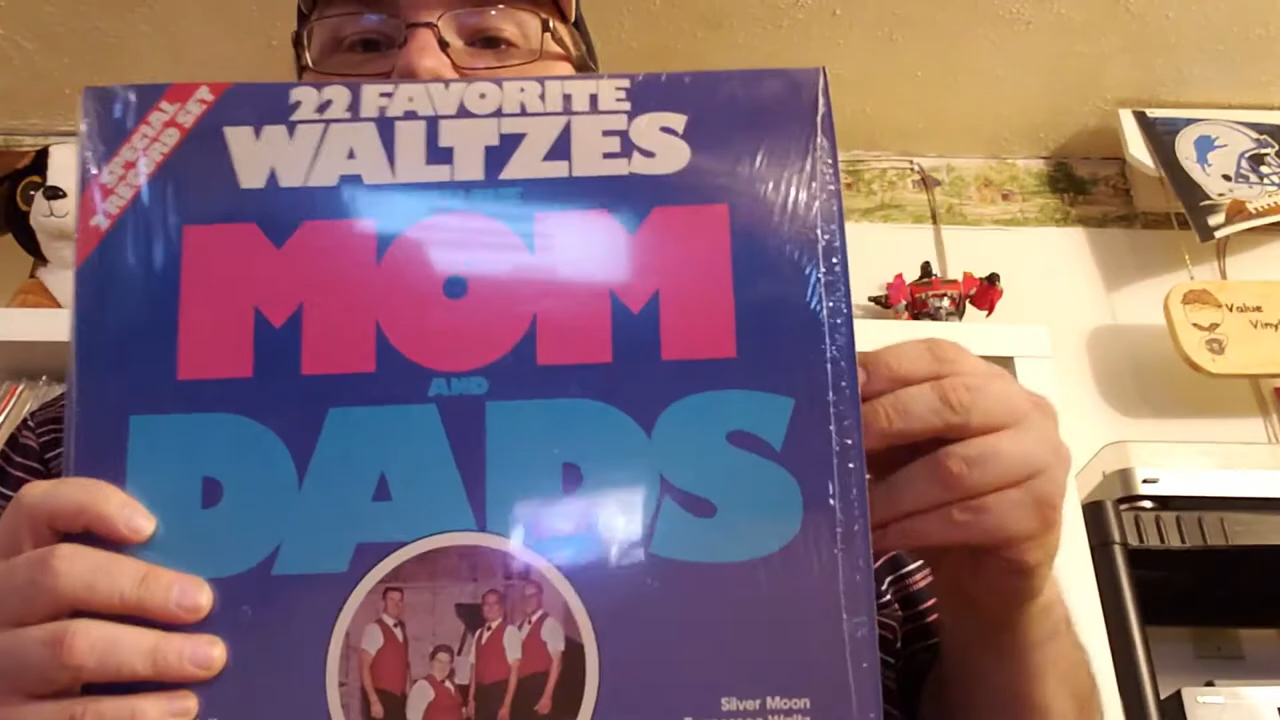 SPECIAL
2 RECORD SET
22 FAVORITE
WALTZES
MOM
AND
DADS
Silver Moon
Value
Vinyl